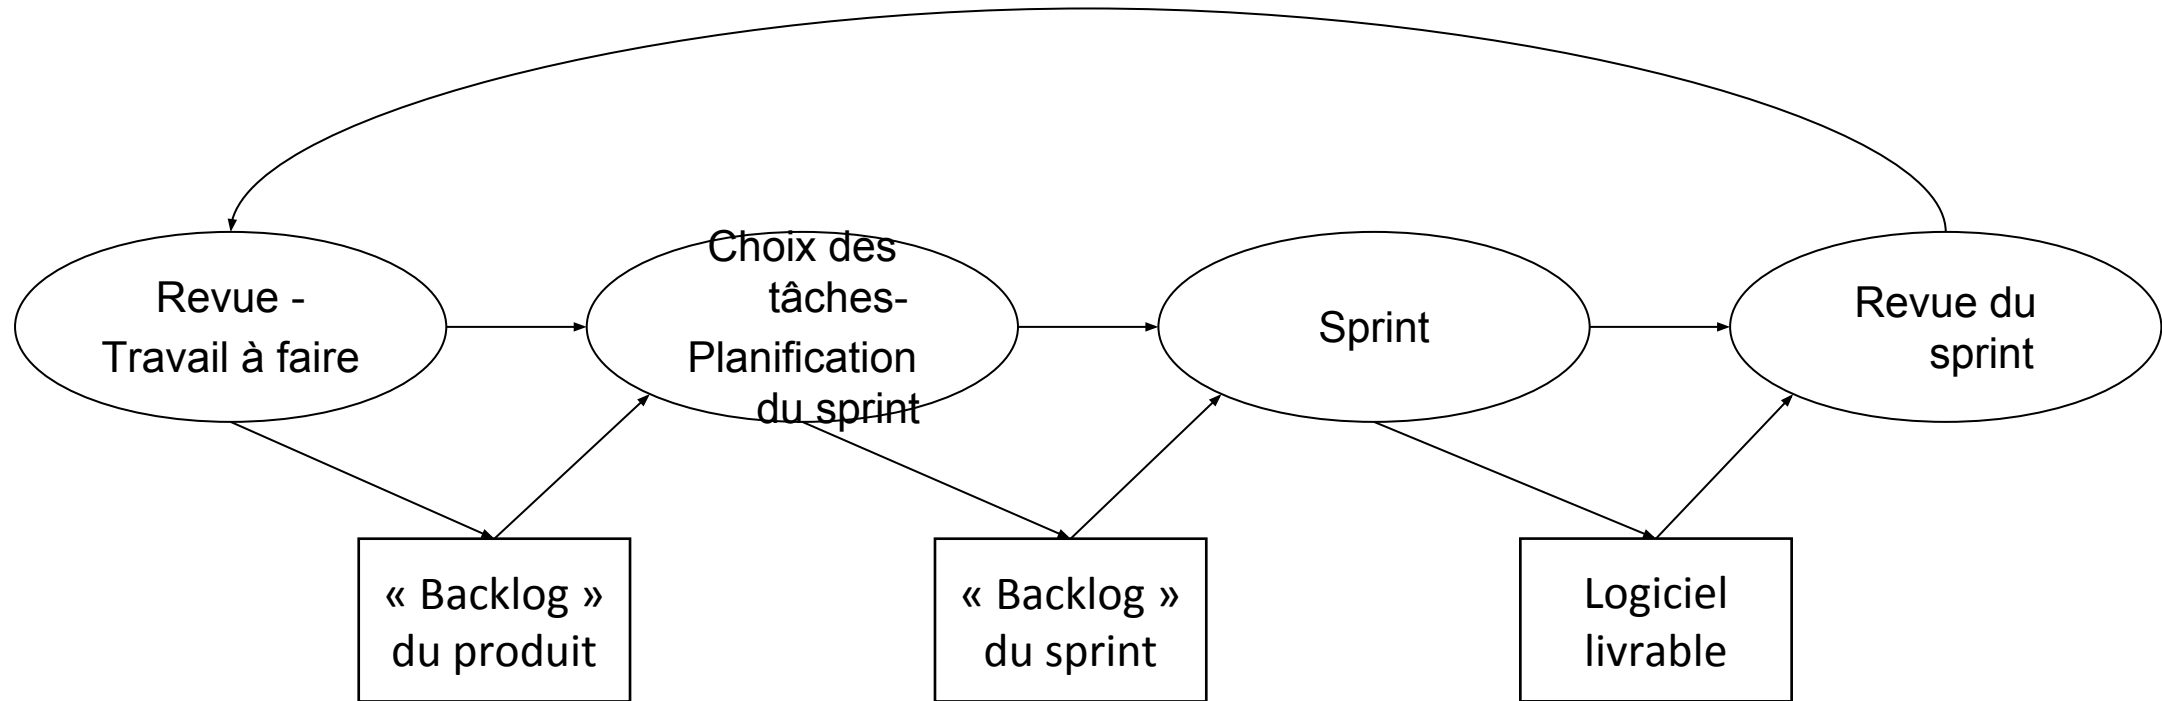 Revue -
Travail à faire
Choix des
tâches-
Planification
du sprint
Sprint
Revue du
sprint
« Backlog »
du produit
« Backlog »
du sprint
Logiciel
livrable